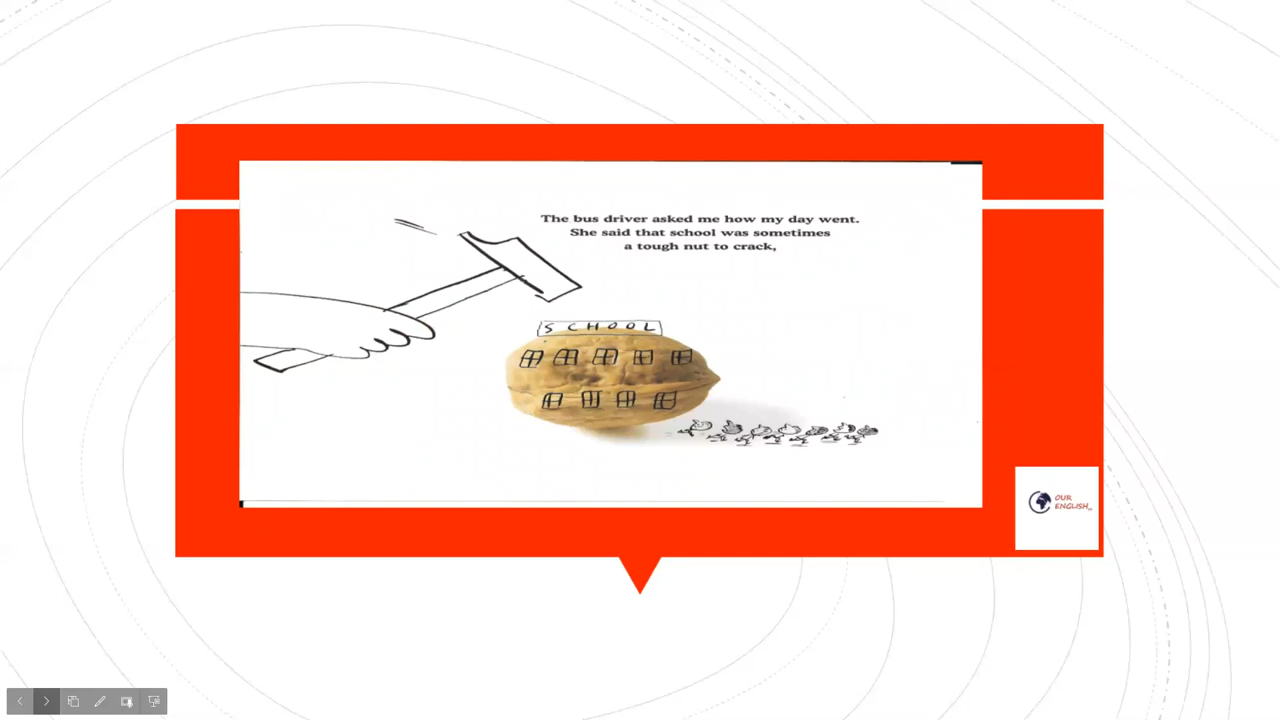 The bus driver asked me how my day went.
She said that school was sometimes
a tough nut to crack,
SCHOOL
OUR
ENGLISH